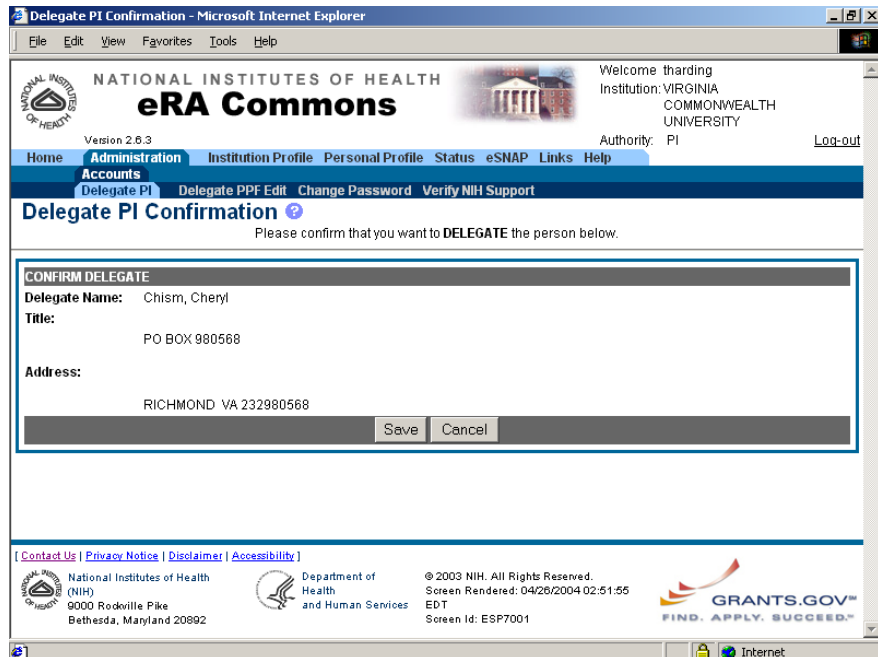 Delegate PI Confirmation - Microsoft Internet Explorer
File Edit View Favorites Tools Help
NATIONAL INSTITUTES OF HEALTH
eRA Commons
Version 2.6.3
Welcome tharding
Institution: VIRGINIA
COMMONWEALTH
UNIVERSITY
Authority: PI
Log-out
Home Administration Institution Profile Personal Profile Status eSNAP Links Help
Accounts
Delegate PI Delegate PPF Edit Change Password Verify NIH Support
Delegate PI Confirmation ?
Please confirm that you want to DELEGATE the person below.
CONFIRM DELEGATE
Delegate Name: Chism, Cheryl
Title:
PO BOX 980568
Address:
RICHMOND VA 232980568
Save Cancel
[ Contact Us | Privacy Notice | Disclaimer | Accessibility ]
National Institutes of Health
(NIH)
9000 Rockville Pike
Bethesda, Maryland 20892
Department of
Health
and Human Services
© 2003 NIH. All Rights Reserved.
Screen Rendered: 04/26/2004 02:51:55
EDT
Screen Id: ESP7001
GRANTS.GOV℠
FIND. APPLY. SUCCEED.℠
Internet